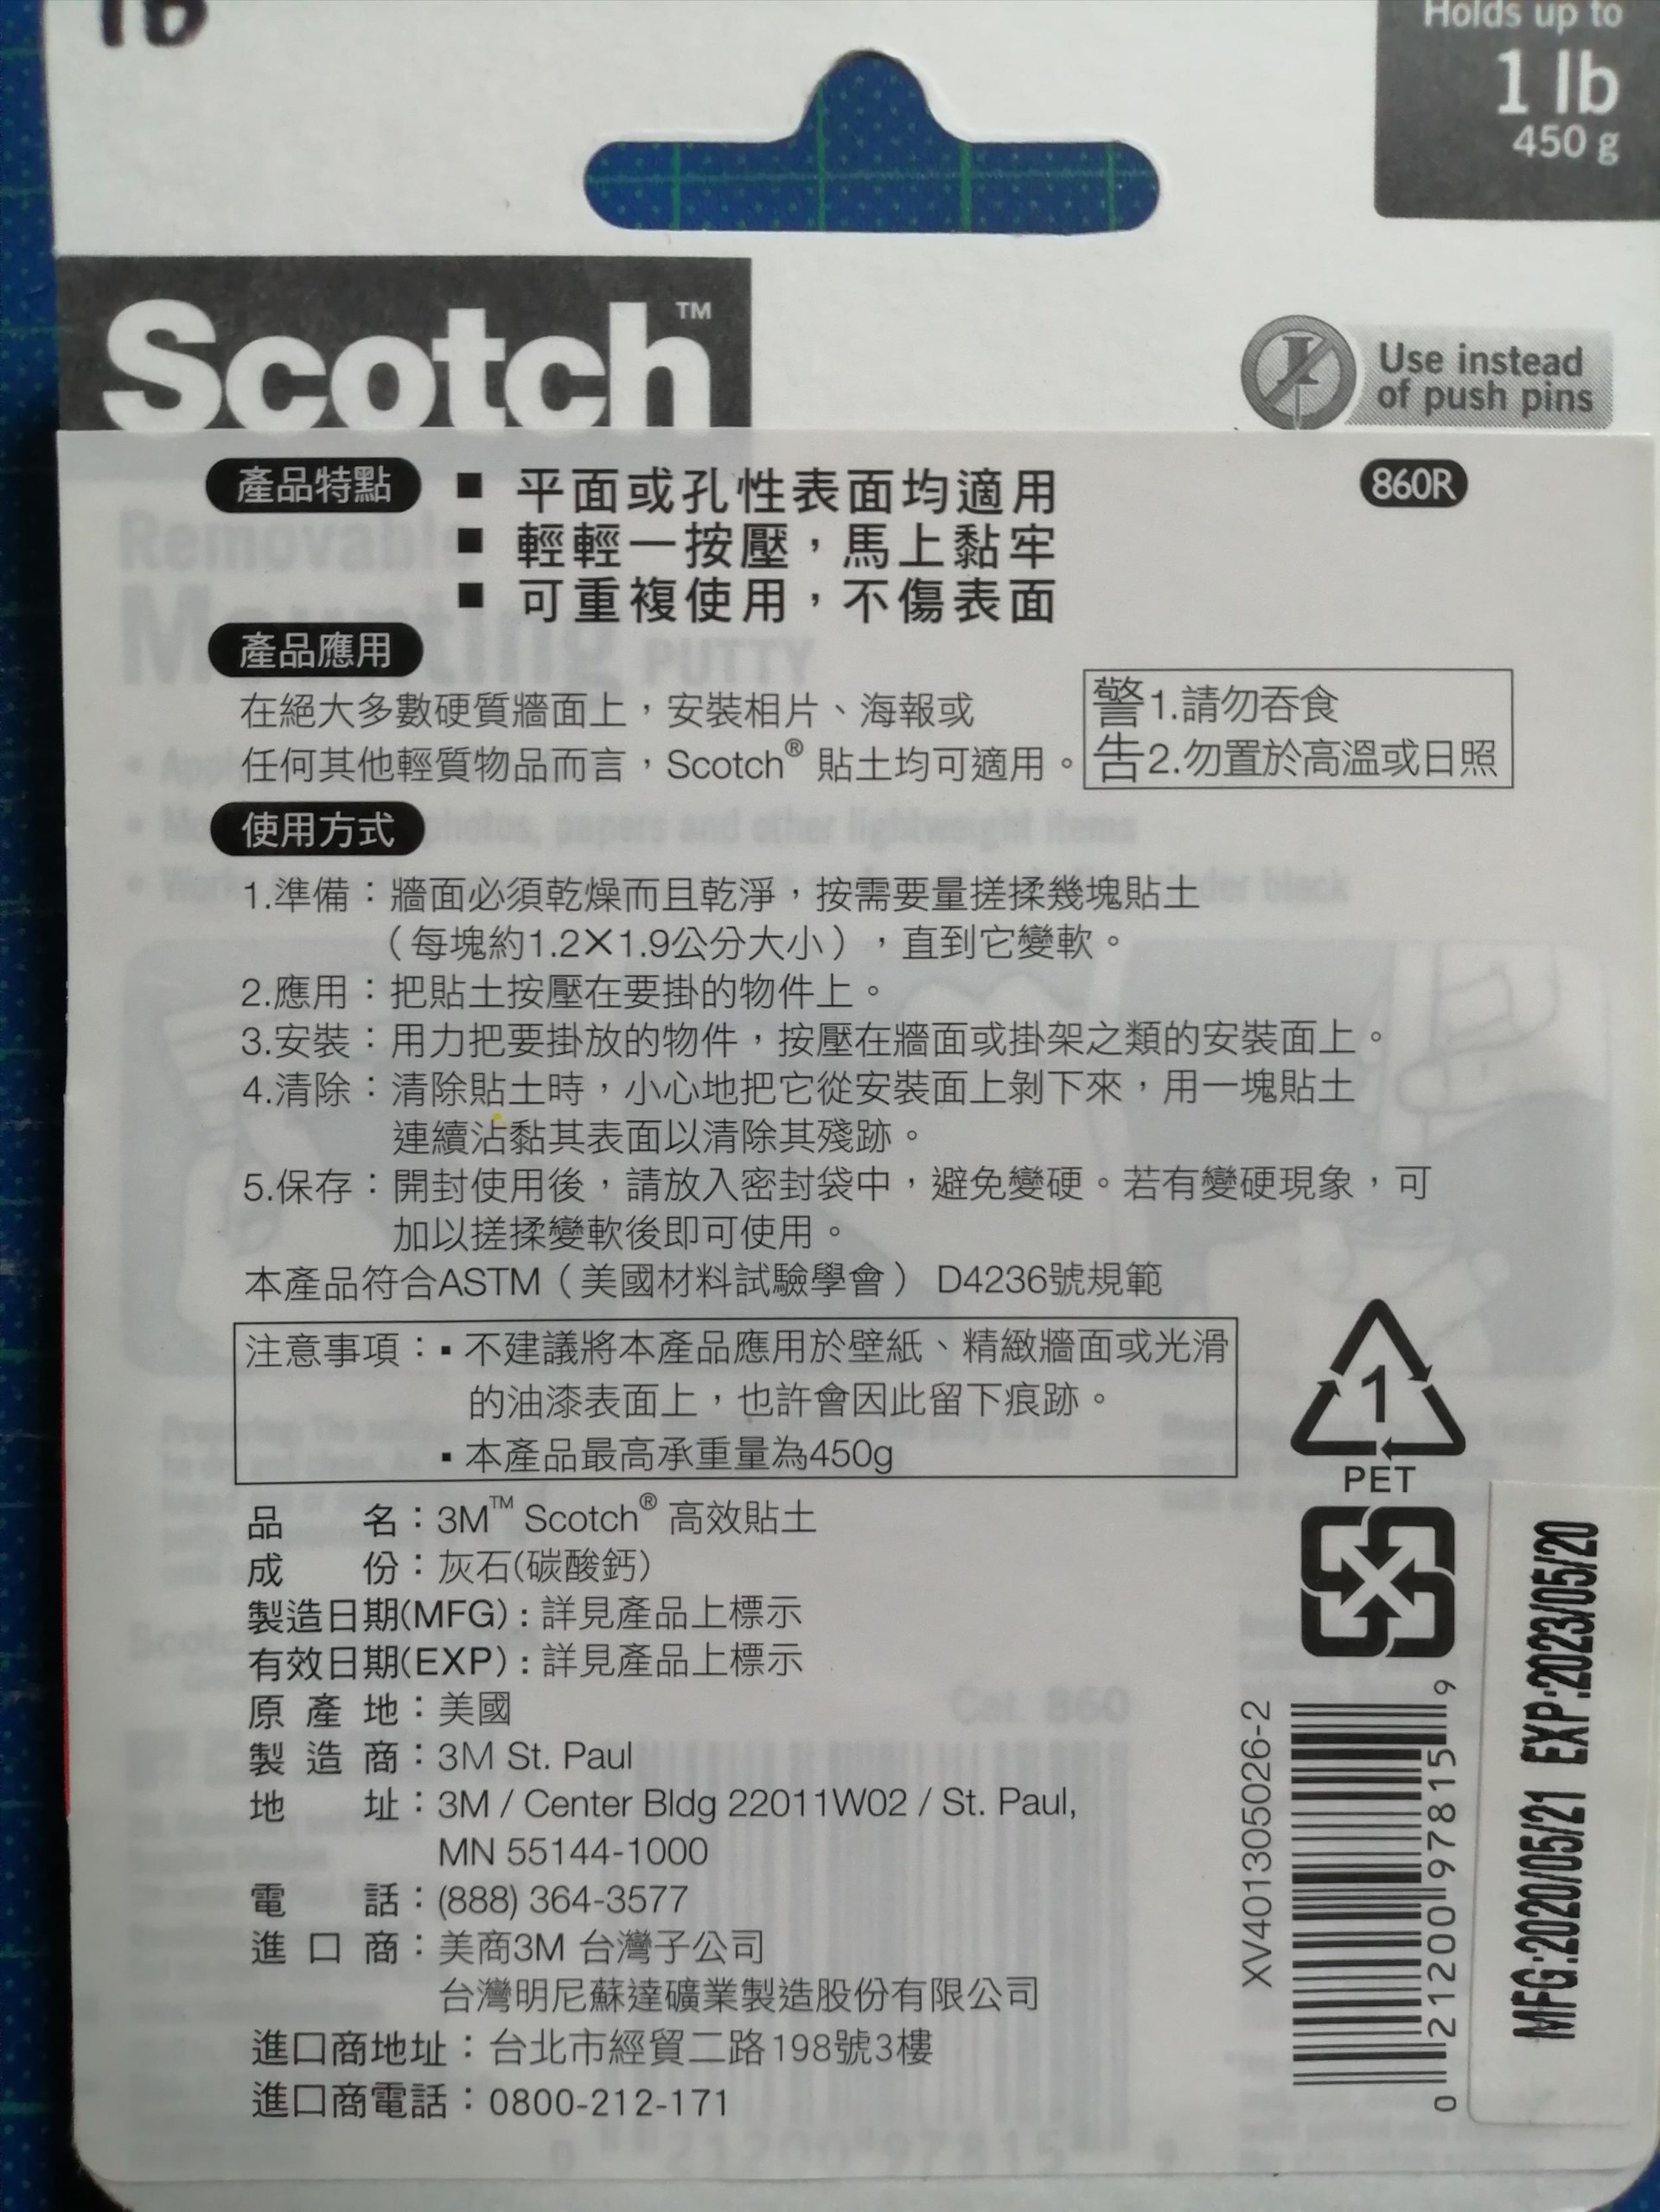 Holds up to
1 lb
450 g
Scotch™
Use instead
of push pins
產品特點
■ 平面或孔性表面均適用
■ 輕輕一按壓，馬上黏牢
■ 可重複使用，不傷表面
860R
Removable
Mounting PUTTY
產品應用
在絕大多數硬質牆面上，安裝相片、海報或
任何其他輕質物品而言，Scotch® 貼土均可適用。
警告
1.請勿吞食
2.勿置於高溫或日照
使用方式
1.準備：牆面必須乾燥而且乾淨，按需要量搓揉幾塊貼土
（每塊約1.2×1.9公分大小），直到它變軟。
2.應用：把貼土按壓在要掛的物件上。
3.安裝：用力把要掛放的物件，按壓在牆面或掛架之類的安裝面上。
4.清除：清除貼土時，小心地把它從安裝面上剝下來，用一塊貼土
連續沾黏其表面以清除其殘跡。
5.保存：開封使用後，請放入密封袋中，避免變硬。若有變硬現象，可
加以搓揉變軟後即可使用。
本產品符合ASTM（美國材料試驗學會） D4236號規範
注意事項：▪ 不建議將本產品應用於壁紙、精緻牆面或光滑
的油漆表面上，也許會因此留下痕跡。
▪ 本產品最高承重量為450g
1
PET
品 名：3M™ Scotch® 高效貼土
成 份：灰石(碳酸鈣)
製造日期(MFG)：詳見產品上標示
有效日期(EXP)：詳見產品上標示
原 產 地：美國
製 造 商：3M St. Paul
地 址：3M / Center Bldg 22011W02 / St. Paul,
MN 55144-1000
電 話：(888) 364-3577
進 口 商：美商3M 台灣子公司
台灣明尼蘇達礦業製造股份有限公司
進口商地址：台北市經貿二路198號3樓
進口商電話：0800-212-171
Cat. 860
XV401305026-2
0 21200 97815 9
MFG:2020/05/21 EXP:2023/05/20
0 21200 97815 9